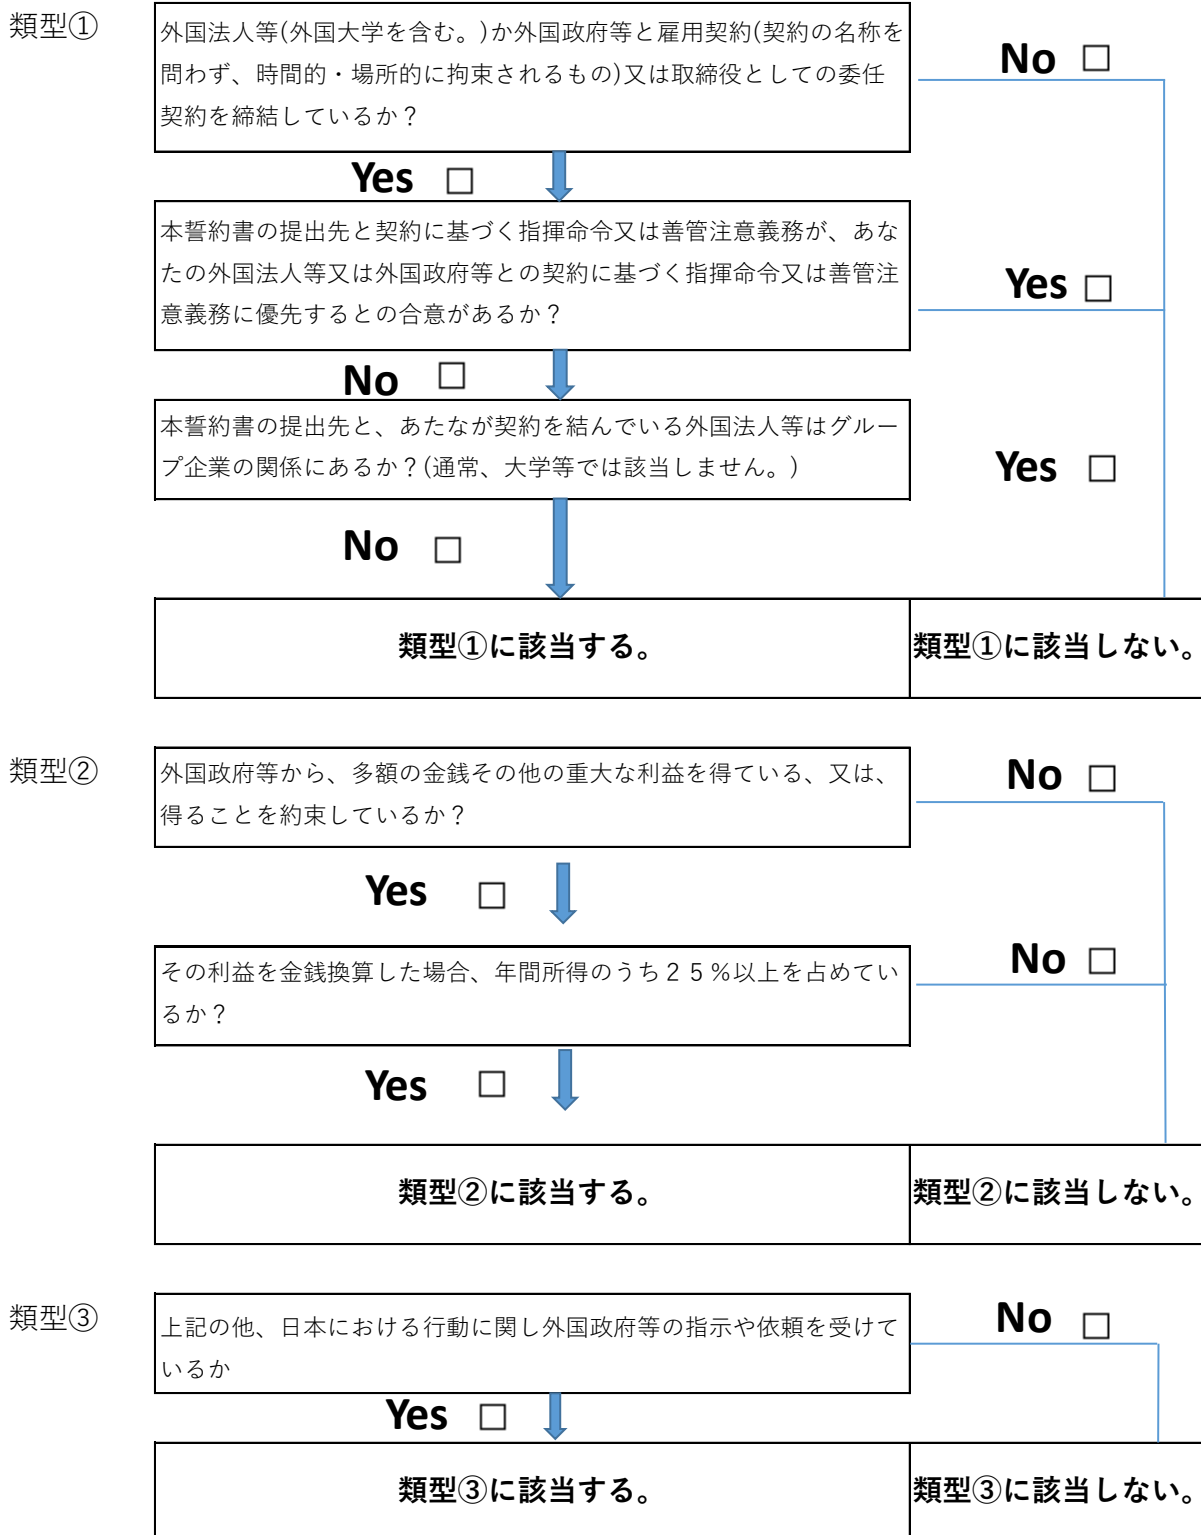 類型①
外国法人等(外国大学を含む。)か外国政府等と雇用契約(契約の名称を
問わず、時間的・場所的に拘束されるもの)又は取締役としての委任
契約を締結しているか？
No □
Yes □
本誓約書の提出先と契約に基づく指揮命令又は善管注意義務が、あな
たの外国法人等又は外国政府等との契約に基づく指揮命令又は善管注
意義務に優先するとの合意があるか？
Yes □
No □
本誓約書の提出先と、あたなが契約を結んでいる外国法人等はグルー
プ企業の関係にあるか？(通常、大学等では該当しません。)
Yes □
No □
類型①に該当する。
類型①に該当しない。
類型②
外国政府等から、多額の金銭その他の重大な利益を得ている、又は、
得ることを約束しているか？
No □
Yes □
その利益を金銭換算した場合、年間所得のうち２５%以上を占めてい
るか？
No □
Yes □
類型②に該当する。
類型②に該当しない。
類型③
上記の他、日本における行動に関し外国政府等の指示や依頼を受けて
いるか
No □
Yes □
類型③に該当する。
類型③に該当しない。